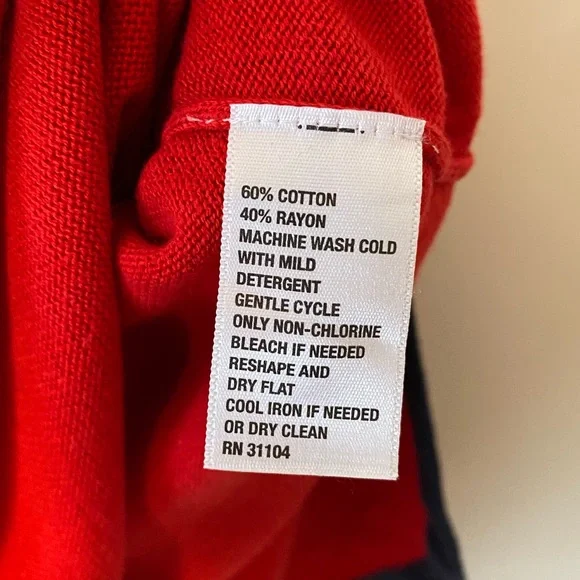 60% COTTON
40% RAYON
MACHINE WASH COLD
WITH MILD
DETERGENT
GENTLE CYCLE
ONLY NON-CHLORINE
BLEACH IF NEEDED
RESHAPE AND
DRY FLAT
COOL IRON IF NEEDED
OR DRY CLEAN
RN 31104